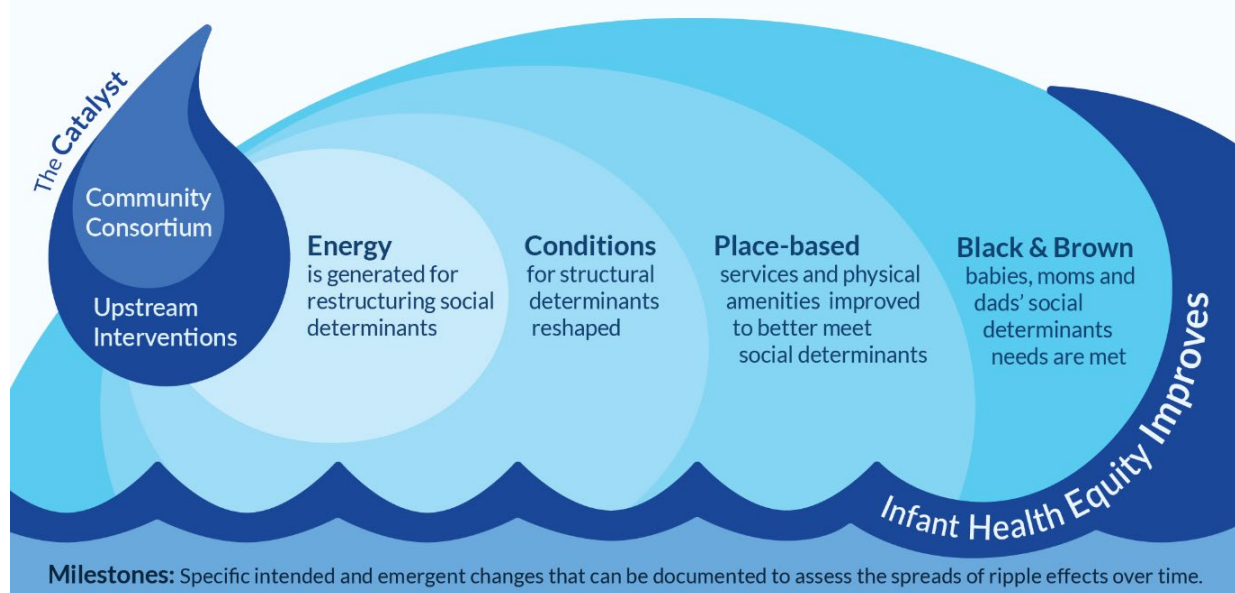 The Catalyst
Community
Consortium
Upstream
Interventions
Energy
is generated for
restructuring social
determinants
Conditions
for structural
determinants
reshaped
Place-based
services and physical
amenities improved
to better meet
social determinants
Black & Brown
babies, moms and
dads' social
determinants
needs are met
Infant Health Equity Improves
Milestones: Specific intended and emergent changes that can be documented to assess the spreads of ripple effects over time.